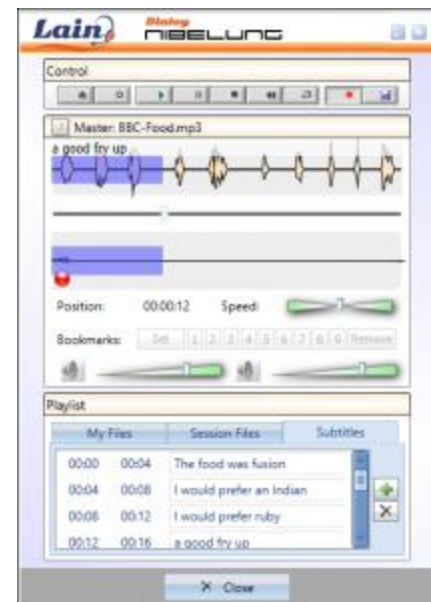 Lain
Dialog
NIBELUNG
Control
Master: BBC-Food.mp3
a good fry up
Position: 00:00:12 Speed:
Bookmarks: Set 1 2 3 4 5 6 7 8 9 Remove
Playlist
My Files Session Files Subtitles
00:00 00:04 The food was fusion
00:04 00:08 I would prefer an Indian
00:08 00:12 I would prefer ruby
00:12 00:16 a good fry up
Close